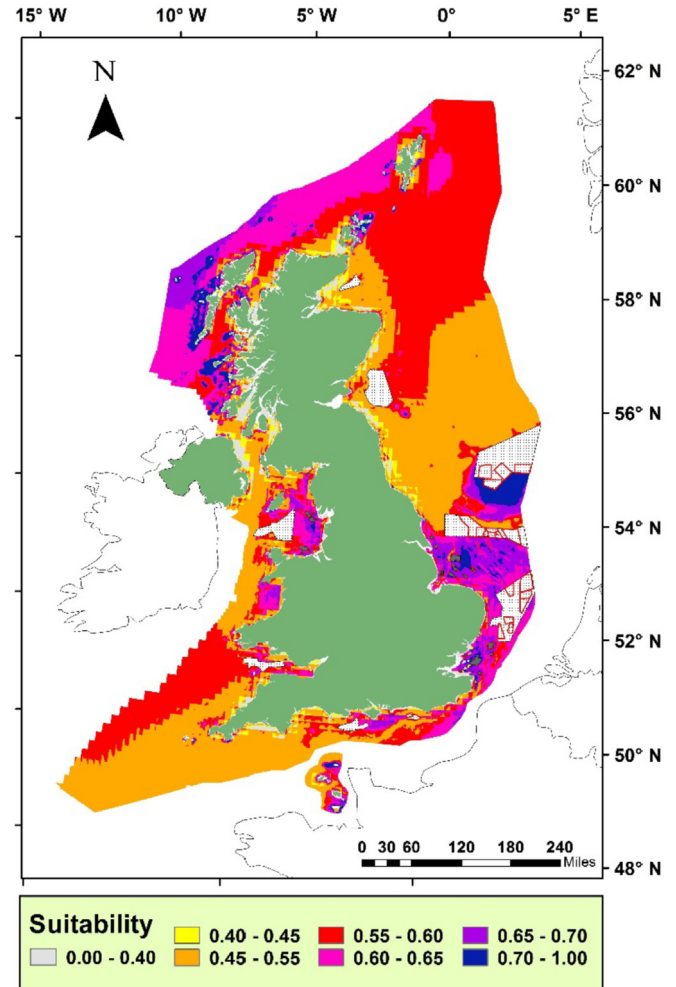 15° W 10° W 5° W 0° 5° E
N
62° N
60° N
58° N
56° N
54° N
52° N
50° N
48° N
0 30 60 120 180 240
Miles
Suitability
0.00 - 0.40
0.40 - 0.45
0.45 - 0.55
0.55 - 0.60
0.60 - 0.65
0.65 - 0.70
0.70 - 1.00